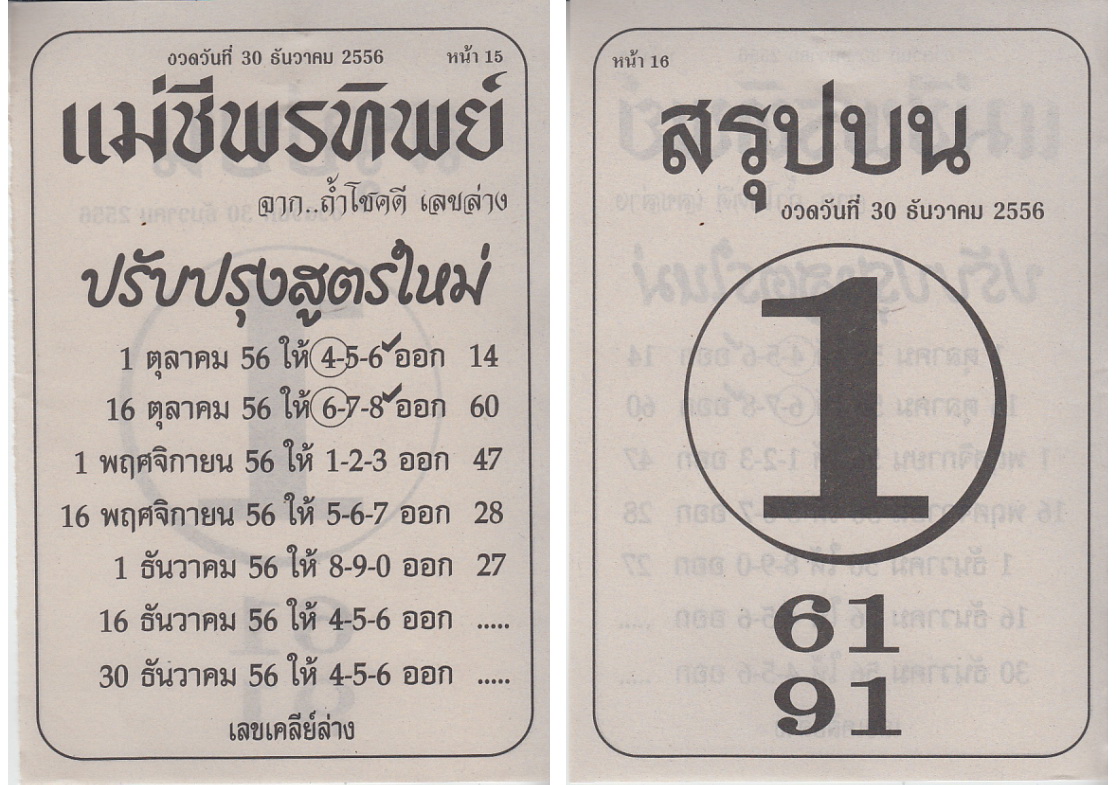 งวดวันที่ 30 ธันวาคม 2556 หน้า 15
แม่ชีพรทิพย์
จาก..ถ้ำโชคดี เลขล่าง
ปรับปรุงสูตรใหม่
1 ตุลาคม 56 ให้ 4-5-6 ออก 14
16 ตุลาคม 56 ให้ 6-7-8 ออก 60
1 พฤศจิกายน 56 ให้ 1-2-3 ออก 47
16 พฤศจิกายน 56 ให้ 5-6-7 ออก 28
1 ธันวาคม 56 ให้ 8-9-0 ออก 27
16 ธันวาคม 56 ให้ 4-5-6 ออก .....
30 ธันวาคม 56 ให้ 4-5-6 ออก .....
เลขเคลีย์ล่าง
หน้า 16
สรุปบน
งวดวันที่ 30 ธันวาคม 2556
1
61
91